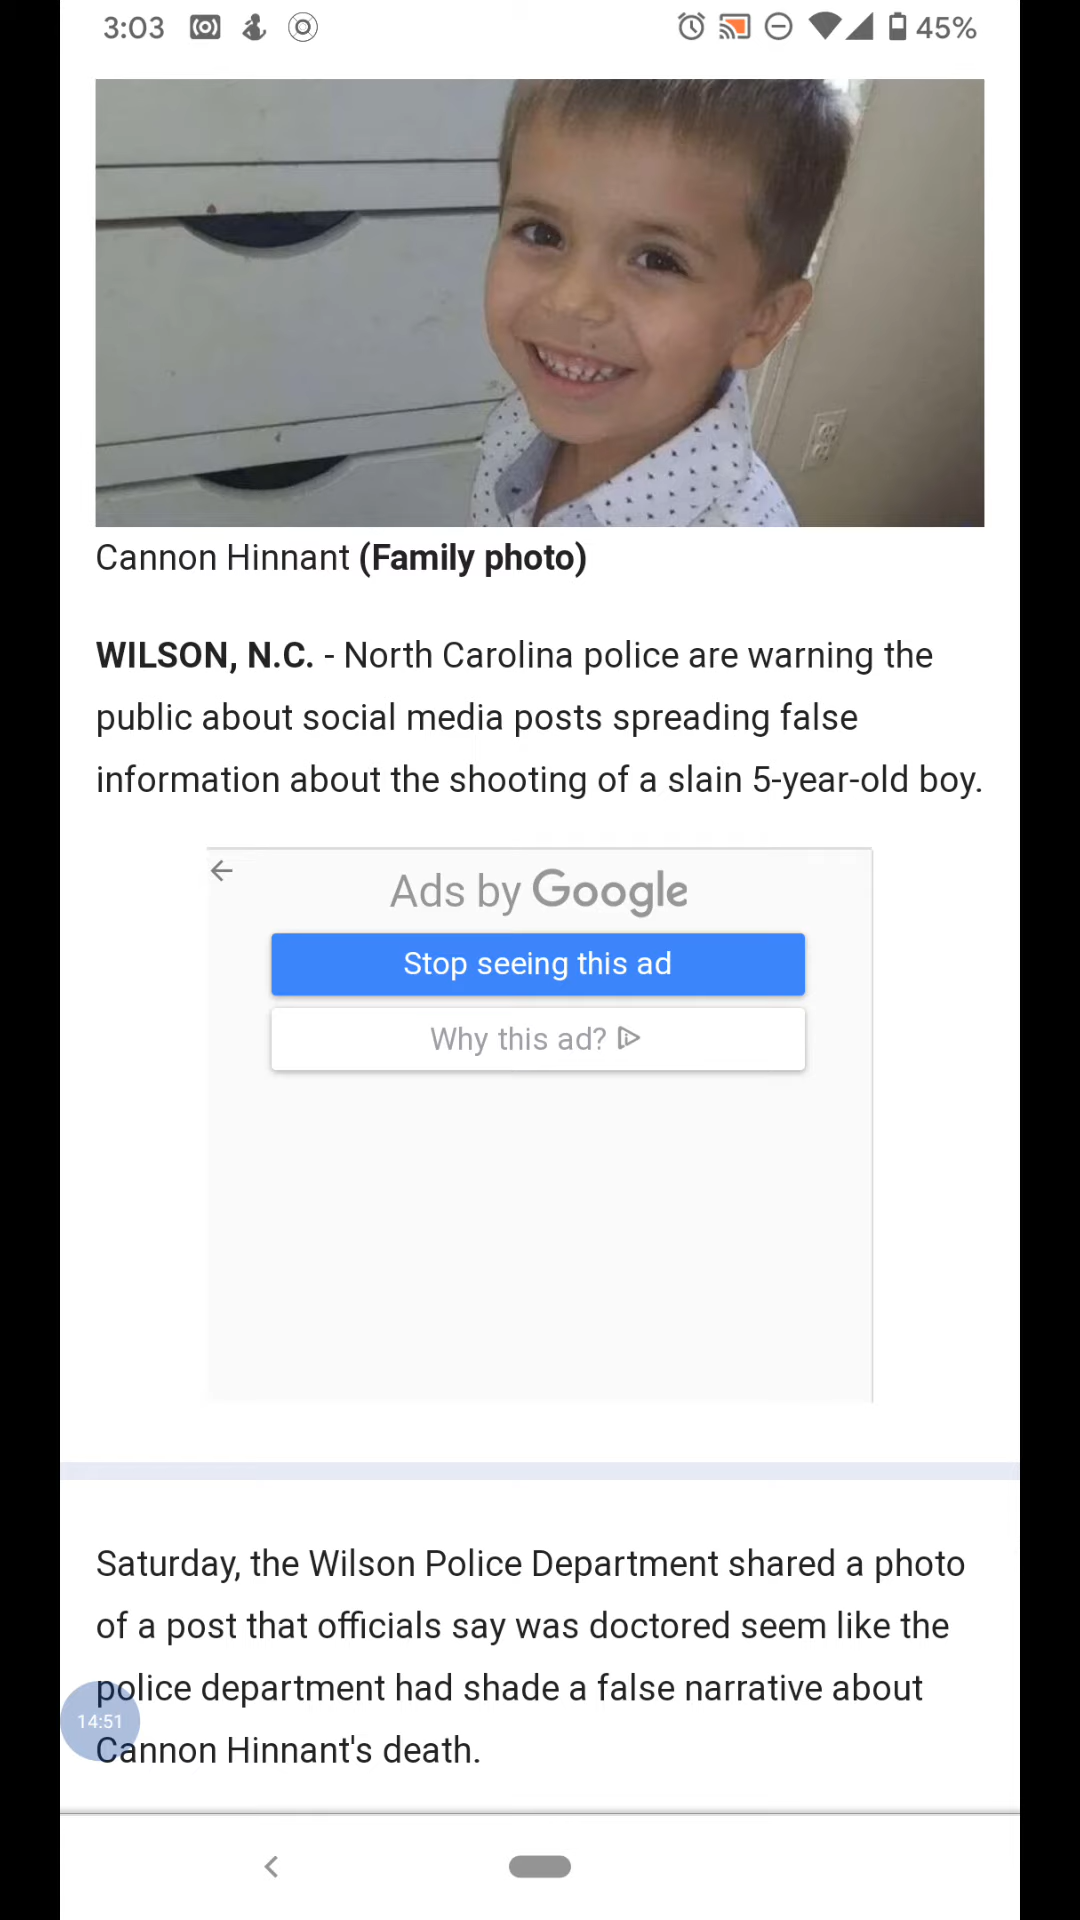 3:03
45%
Cannon Hinnant (Family photo)
WILSON, N.C. - North Carolina police are warning the
public about social media posts spreading false
information about the shooting of a slain 5-year-old boy.
Ads by Google
Stop seeing this ad
Why this ad?
Saturday, the Wilson Police Department shared a photo
of a post that officials say was doctored seem like the
police department had shade a false narrative about
14:51
Cannon Hinnant's death.